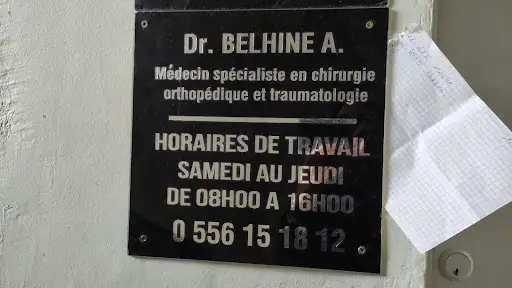 Dr. BELHINE A.
Médecin spécialiste en chirurgie
orthopédique et traumatologie
HORAIRES DE TRAVAIL
SAMEDI AU JEUDI
DE 08H00 A 16H00
0 556 15 18 12